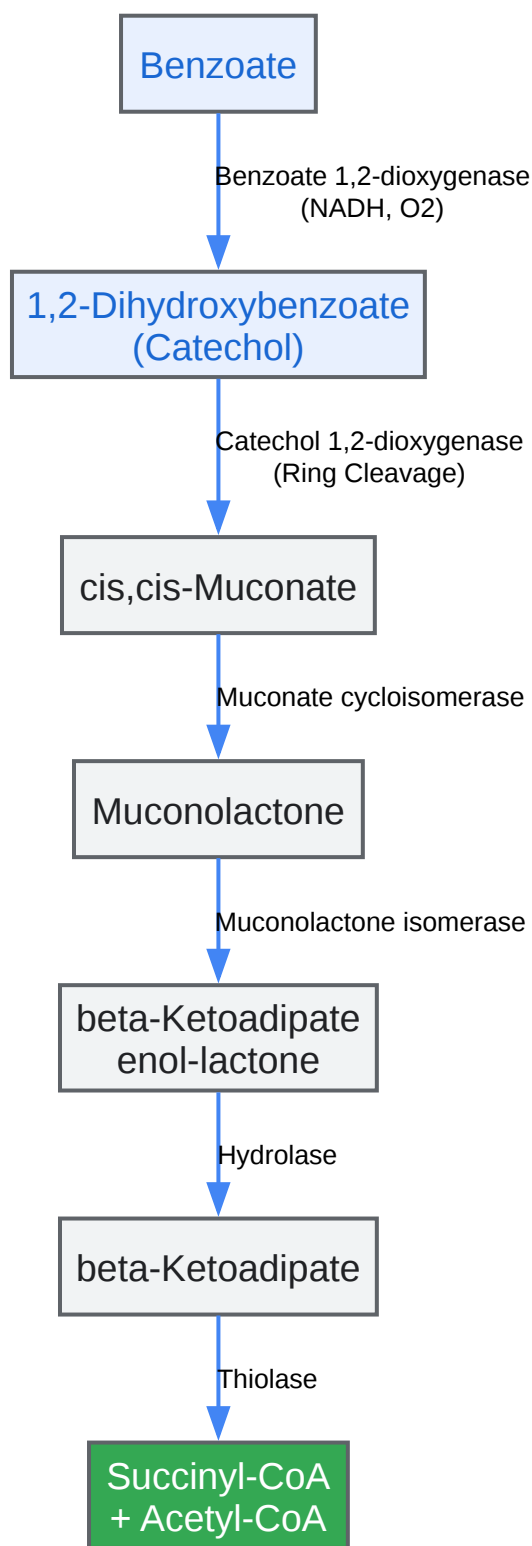 Benzoate
Benzoate 1,2-dioxygenase
(NADH, O2)
1,2-Dihydroxybenzoate
(Catechol)
Catechol 1,2-dioxygenase
(Ring Cleavage)
cis,cis-Muconate
Muconate cycloisomerase
Muconolactone
Muconolactone isomerase
beta-Ketoadipate
enol-lactone
Hydrolase
beta-Ketoadipate
Thiolase
Succinyl-CoA
+ Acetyl-CoA